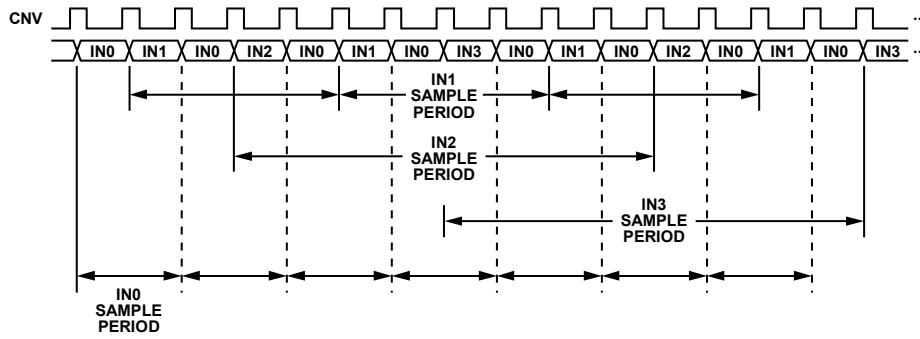 CNV
IN0 IN1 IN0 IN2 IN0 IN1 IN0 IN3 IN0 IN1 IN0 IN2 IN0 IN1 IN0 IN3
IN1
SAMPLE
PERIOD
IN2
SAMPLE
PERIOD
IN3
SAMPLE
PERIOD
IN0
SAMPLE
PERIOD